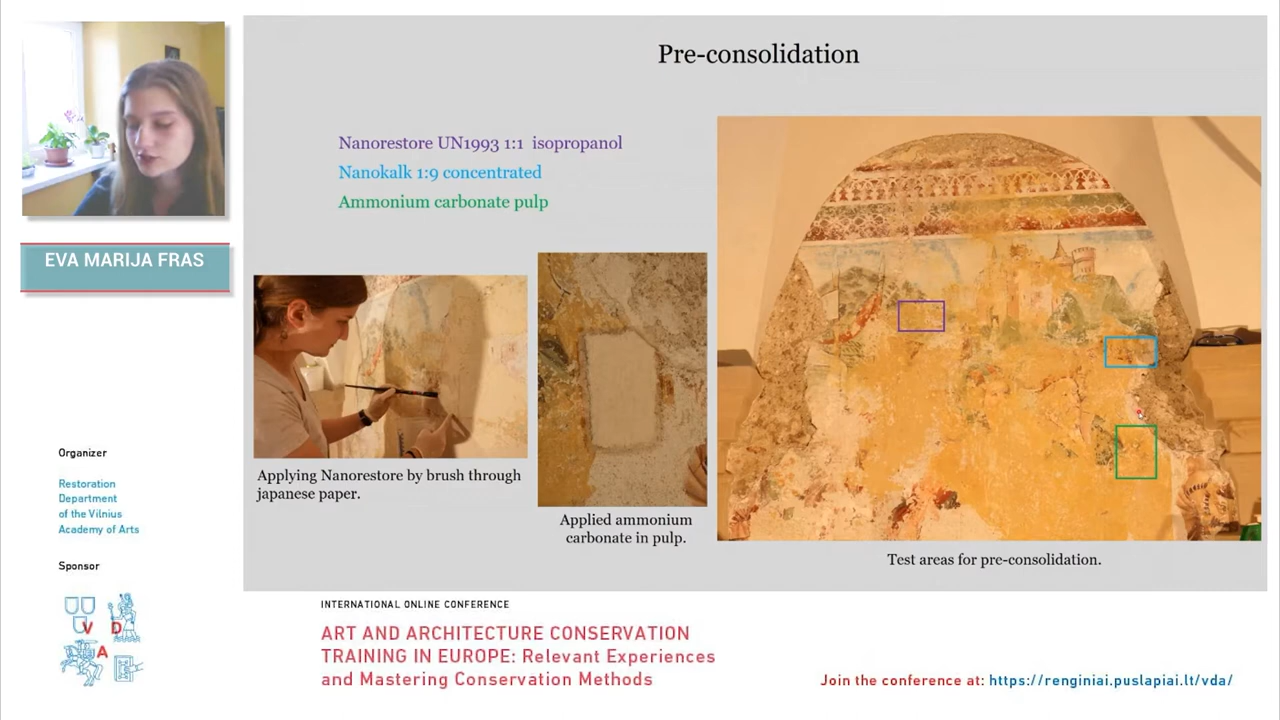 Pre-consolidation
Nanorestore UN1993 1:1 isopropanol
Nanokalk 1:9 concentrated
Ammonium carbonate pulp
EVA MARIJA FRAS
Applying Nanorestore by brush through
japanese paper.
Applied ammonium
carbonate in pulp.
Test areas for pre-consolidation.
Organizer
Restoration
Department
of the Vilnius
Academy of Arts
Sponsor
V D
A
INTERNATIONAL ONLINE CONFERENCE
ART AND ARCHITECTURE CONSERVATION
TRAINING IN EUROPE: Relevant Experiences
and Mastering Conservation Methods
Join the conference at: https://renginiai.puslapiai.lt/vda/